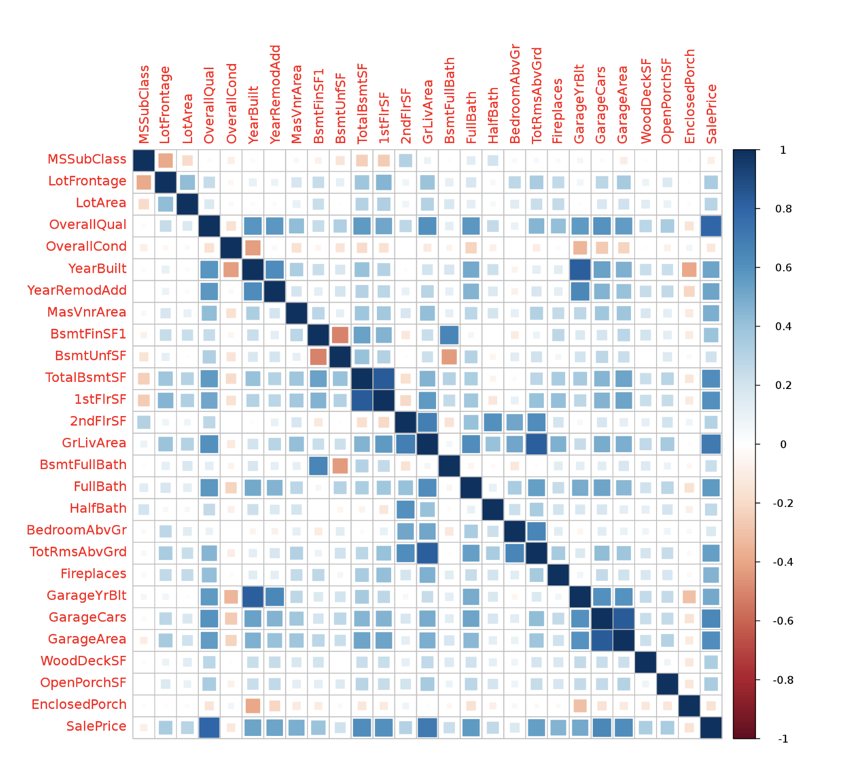 MSSubClass
LotFrontage
LotArea
OverallQual
OverallCond
YearBuilt
YearRemodAdd
MasVnrArea
BsmtFinSF1
BsmtUnfSF
TotalBsmtSF
1stFlrSF
2ndFlrSF
GrLivArea
BsmtFullBath
FullBath
HalfBath
BedroomAbvGr
TotRmsAbvGrd
Fireplaces
GarageYrBlt
GarageCars
GarageArea
WoodDeckSF
OpenPorchSF
EnclosedPorch
SalePrice
MSSubClass
LotFrontage
LotArea
OverallQual
OverallCond
YearBuilt
YearRemodAdd
MasVnrArea
BsmtFinSF1
BsmtUnfSF
TotalBsmtSF
1stFlrSF
2ndFlrSF
GrLivArea
BsmtFullBath
FullBath
HalfBath
BedroomAbvGr
TotRmsAbvGrd
Fireplaces
GarageYrBlt
GarageCars
GarageArea
WoodDeckSF
OpenPorchSF
EnclosedPorch
SalePrice
1
0.8
0.6
0.4
0.2
0
-0.2
-0.4
-0.6
-0.8
-1